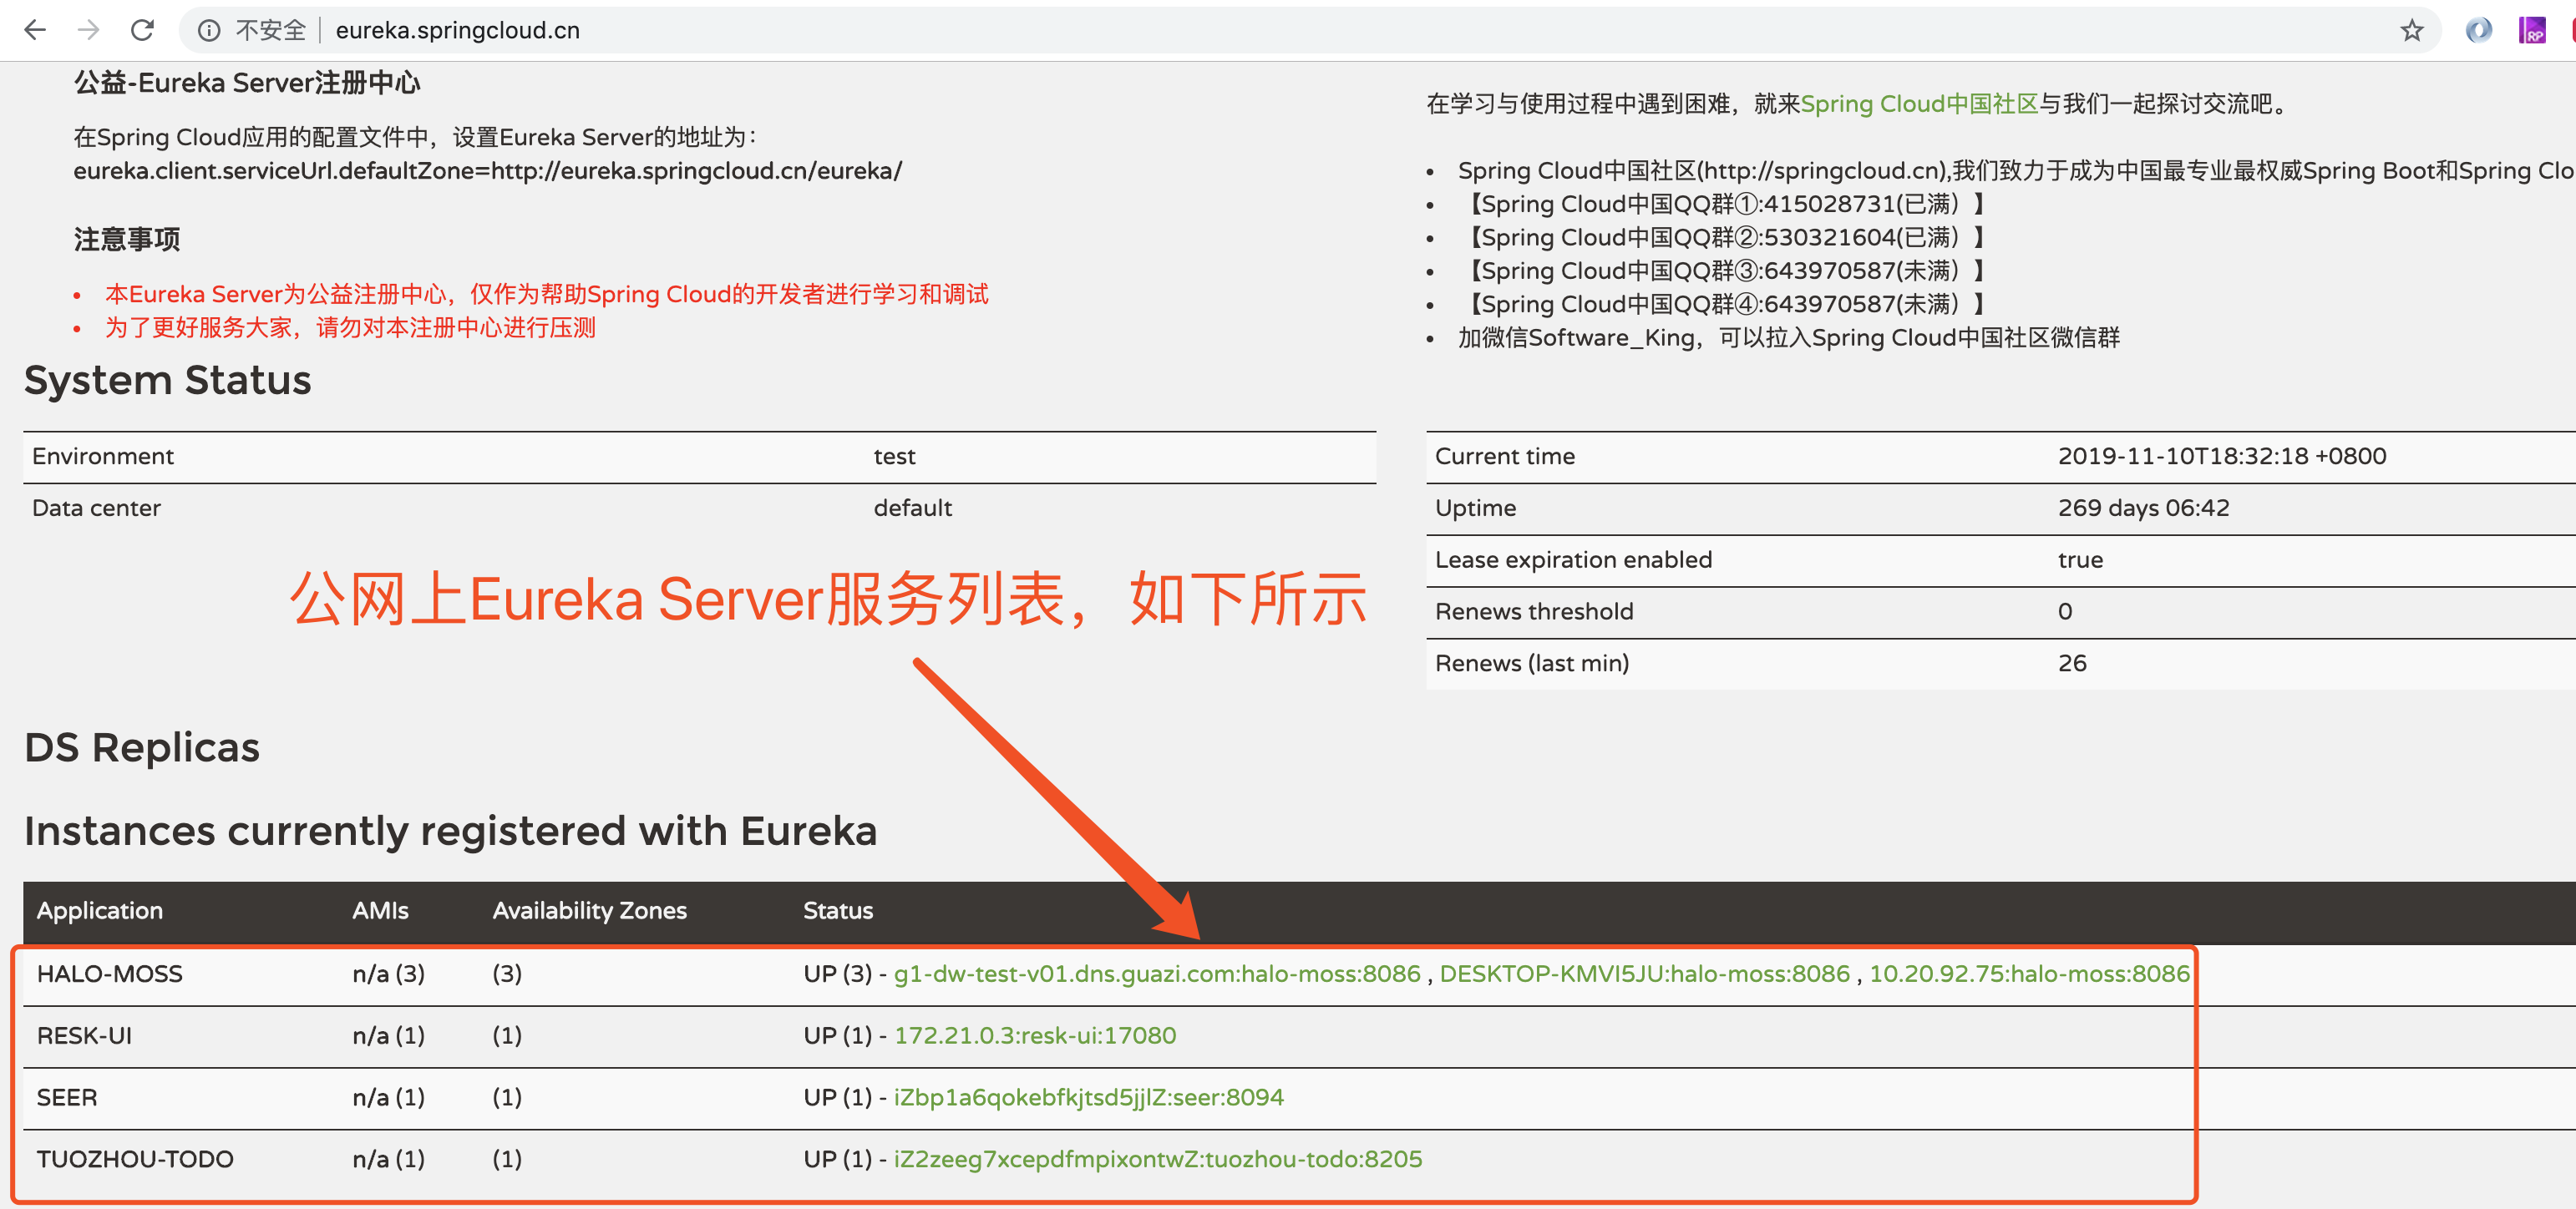 不安全 eureka.springcloud.cn
RP
公益-Eureka Server注册中心
在Spring Cloud应用的配置文件中，设置Eureka Server的地址为：
eureka.client.serviceUrl.defaultZone=http://eureka.springcloud.cn/eureka/
注意事项
本Eureka Server为公益注册中心，仅作为帮助Spring Cloud的开发者进行学习和调试
为了更好服务大家，请勿对本注册中心进行压测
在学习与使用过程中遇到困难，就来Spring Cloud中国社区与我们一起探讨交流吧。
Spring Cloud中国社区(http://springcloud.cn),我们致力于成为中国最专业最权威Spring Boot和Spring Clo
【Spring Cloud中国QQ群①:415028731(已满）】
【Spring Cloud中国QQ群②:530321604(已满）】
【Spring Cloud中国QQ群③:643970587(未满）】
【Spring Cloud中国QQ群④:643970587(未满）】
加微信Software_King，可以拉入Spring Cloud中国社区微信群
System Status
Environment test
Data center default
Current time 2019-11-10T18:32:18 +0800
Uptime 269 days 06:42
Lease expiration enabled true
Renews threshold 0
Renews (last min) 26
公网上Eureka Server服务列表，如下所示
DS Replicas
Instances currently registered with Eureka
Application AMIs Availability Zones Status
HALO-MOSS n/a (3) (3) UP (3) - g1-dw-test-v01.dns.guazi.com:halo-moss:8086 , DESKTOP-KMVI5JU:halo-moss:8086 , 10.20.92.75:halo-moss:8086
RESK-UI n/a (1) (1) UP (1) - 172.21.0.3:resk-ui:17080
SEER n/a (1) (1) UP (1) - iZbp1a6qokebfkjtsd5jjlZ:seer:8094
TUOZHOU-TODO n/a (1) (1) UP (1) - iZ2zeeg7xcepdfmpixontwZ:tuozhou-todo:8205